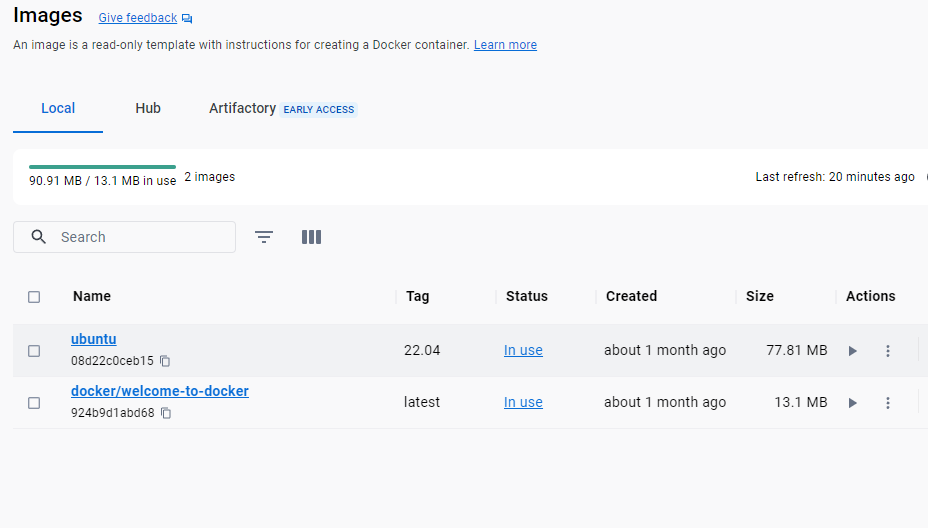 Images Give feedback
An image is a read-only template with instructions for creating a Docker container. Learn more
Local Hub Artifactory EARLY ACCESS
90.91 MB / 13.1 MB in use 2 images Last refresh: 20 minutes ago
Search
Name Tag Status Created Size Actions
ubuntu
08d22c0ceb15 22.04 In use about 1 month ago 77.81 MB
docker/welcome-to-docker
924b9d1abd68 latest In use about 1 month ago 13.1 MB